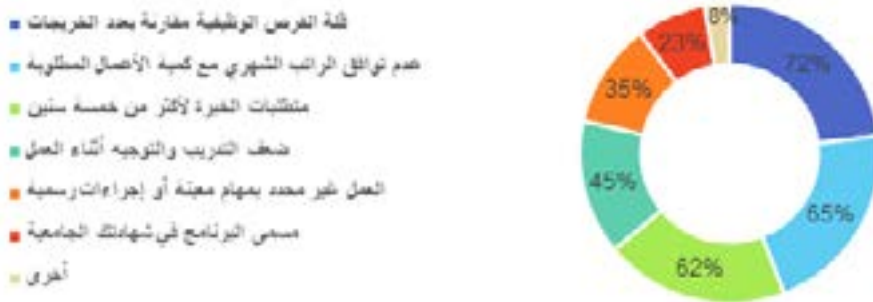 قلة الفرص الوظيفية مقارنة بعدد الخريجات
عدم توافق الراتب الشهري مع كمية الأعمال المطلوبة
متطلبات الخبرة لأكثر من خمسة سنين
ضعف التدريب والتوجيه أثناء العمل
العمل غير محدد بمهام معينة أو إجراءات رسمية
مسمى البرنامج في شهادتك الجامعية
أخرى
8%
23%
72%
35%
45%
65%
62%